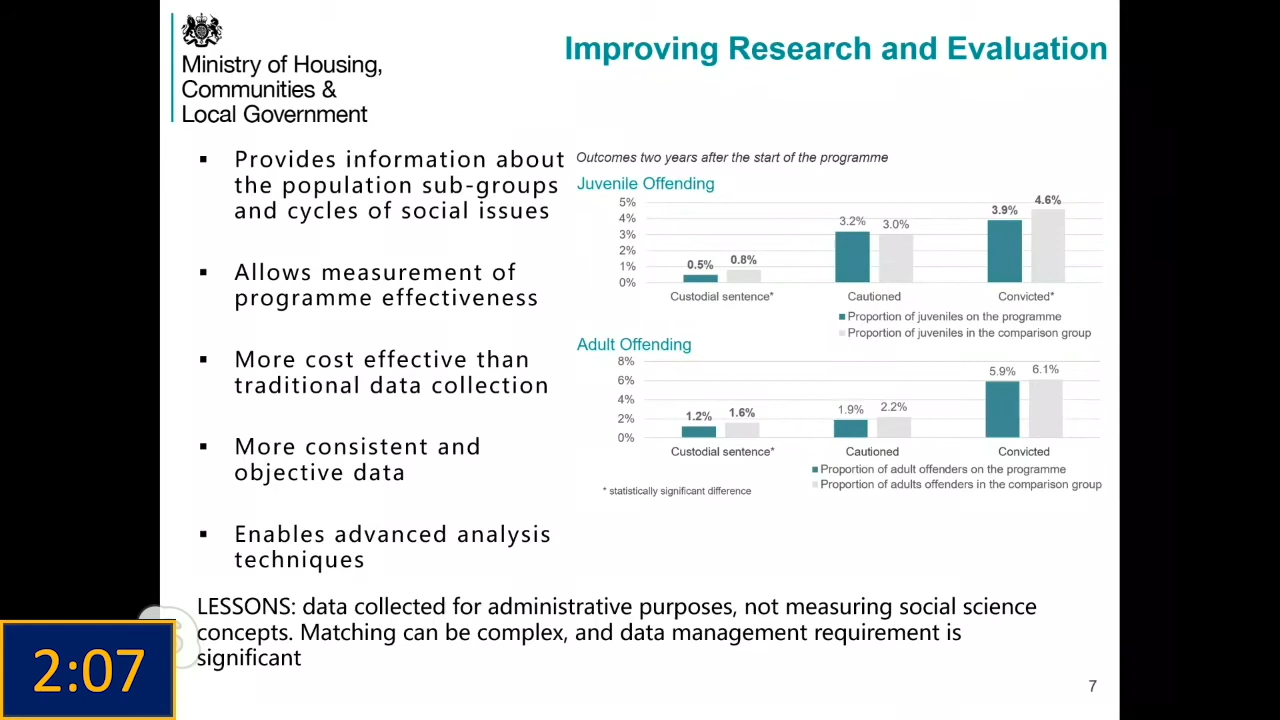 Ministry of Housing,
Communities &
Local Government
Improving Research and Evaluation
▪ Provides information about
the population sub-groups
and cycles of social issues
▪ Allows measurement of
programme effectiveness
▪ More cost effective than
traditional data collection
▪ More consistent and
objective data
▪ Enables advanced analysis
techniques
Outcomes two years after the start of the programme
Juvenile Offending
5%
4%
3%
2%
1%
0%
0.5% 0.8% 3.2% 3.0% 3.9% 4.6%
Custodial sentence* Cautioned Convicted*
Proportion of juveniles on the programme
Proportion of juveniles in the comparison group
Adult Offending
8%
6%
4%
2%
0%
1.2% 1.6% 1.9% 2.2% 5.9% 6.1%
Custodial sentence* Cautioned Convicted
Proportion of adult offenders on the programme
Proportion of adults offenders in the comparison group
* statistically significant difference
LESSONS: data collected for administrative purposes, not measuring social science
concepts. Matching can be complex, and data management requirement is
significant
7
2:07